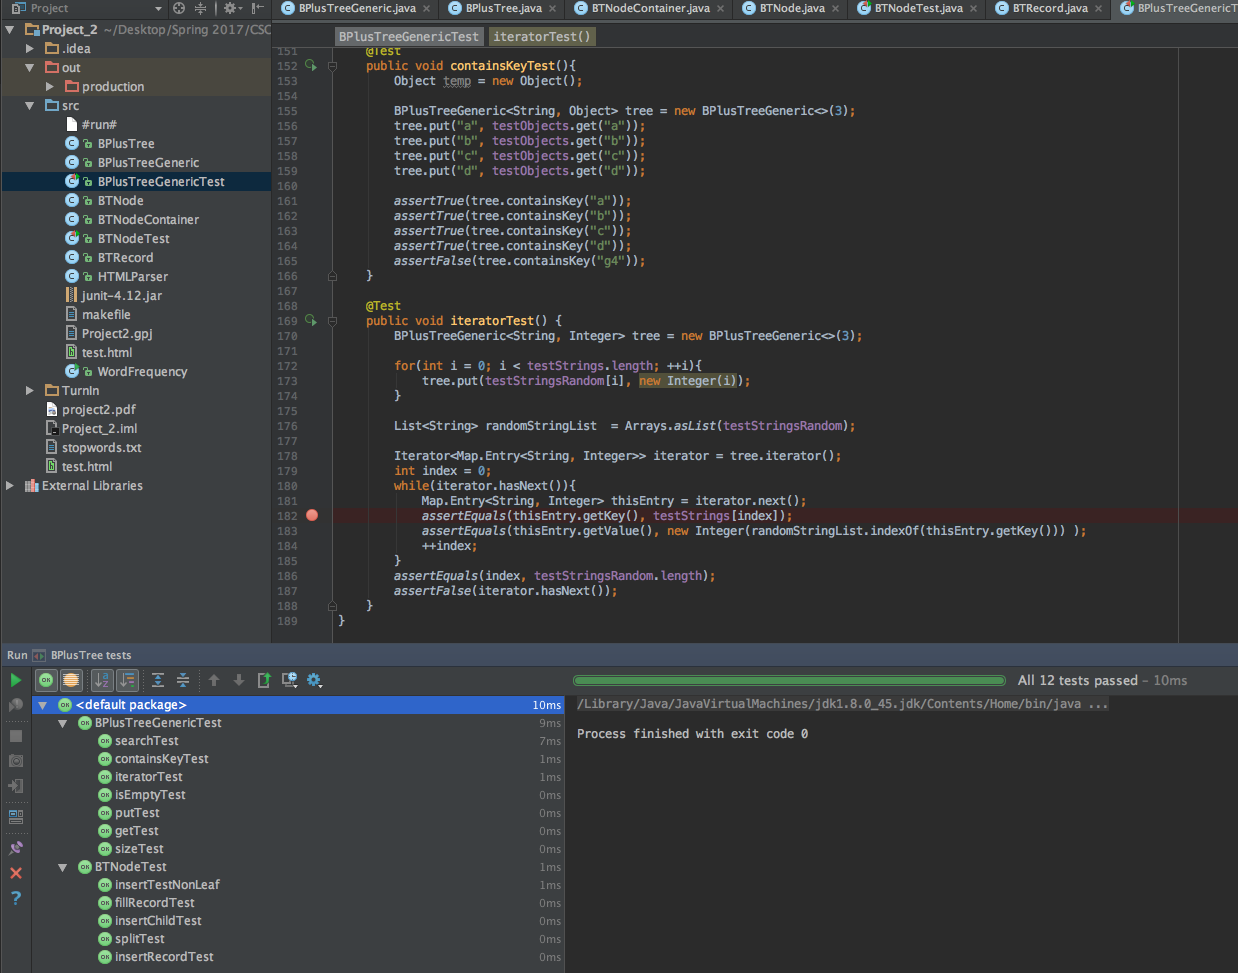 Project
BPlusTreeGeneric.java
BPlusTree.java
BTNodeContainer.java
BTNode.java
BTNodeTest.java
BTRecord.java
BPlusTreeGenericT
Project_2 ~/Desktop/Spring 2017/CSC
.idea
out
production
src
#run#
BPlusTree
BPlusTreeGeneric
BPlusTreeGenericTest
BTNode
BTNodeContainer
BTNodeTest
BTRecord
HTMLParser
junit-4.12.jar
makefile
Project2.gpj
test.html
WordFrequency
TurnIn
project2.pdf
Project_2.iml
stopwords.txt
test.html
External Libraries
BPlusTreeGenericTest iteratorTest()
151 @Test
152 public void containsKeyTest(){
153 Object temp = new Object();
154
155 BPlusTreeGeneric<String, Object> tree = new BPlusTreeGeneric<>(3);
156 tree.put("a", testObjects.get("a"));
157 tree.put("b", testObjects.get("b"));
158 tree.put("c", testObjects.get("c"));
159 tree.put("d", testObjects.get("d"));
160
161 assertTrue(tree.containsKey("a"));
162 assertTrue(tree.containsKey("b"));
163 assertTrue(tree.containsKey("c"));
164 assertTrue(tree.containsKey("d"));
165 assertFalse(tree.containsKey("g4"));
166 }
167
168 @Test
169 public void iteratorTest() {
170 BPlusTreeGeneric<String, Integer> tree = new BPlusTreeGeneric<>(3);
171
172 for(int i = 0; i < testStrings.length; ++i){
173 tree.put(testStringsRandom[i], new Integer(i));
174 }
175
176 List<String> randomStringList = Arrays.asList(testStringsRandom);
177
178 Iterator<Map.Entry<String, Integer>> iterator = tree.iterator();
179 int index = 0;
180 while(iterator.hasNext()){
181 Map.Entry<String, Integer> thisEntry = iterator.next();
182 assertEquals(thisEntry.getKey(), testStrings[index]);
183 assertEquals(thisEntry.getValue(), new Integer(randomStringList.indexOf(thisEntry.getKey())) );
184 ++index;
185 }
186 assertEquals(index, testStringsRandom.length);
187 assertFalse(iterator.hasNext());
188 }
189 }
Run BPlusTree tests
All 12 tests passed – 10ms
<default package> 10ms
BPlusTreeGenericTest 9ms
searchTest 7ms
containsKeyTest 1ms
iteratorTest 1ms
isEmptyTest 0ms
putTest 0ms
getTest 0ms
sizeTest 0ms
BTNodeTest 1ms
insertTestNonLeaf 1ms
fillRecordTest 0ms
insertChildTest 0ms
splitTest 0ms
insertRecordTest 0ms
/Library/Java/JavaVirtualMachines/jdk1.8.0_45.jdk/Contents/Home/bin/java ...
Process finished with exit code 0